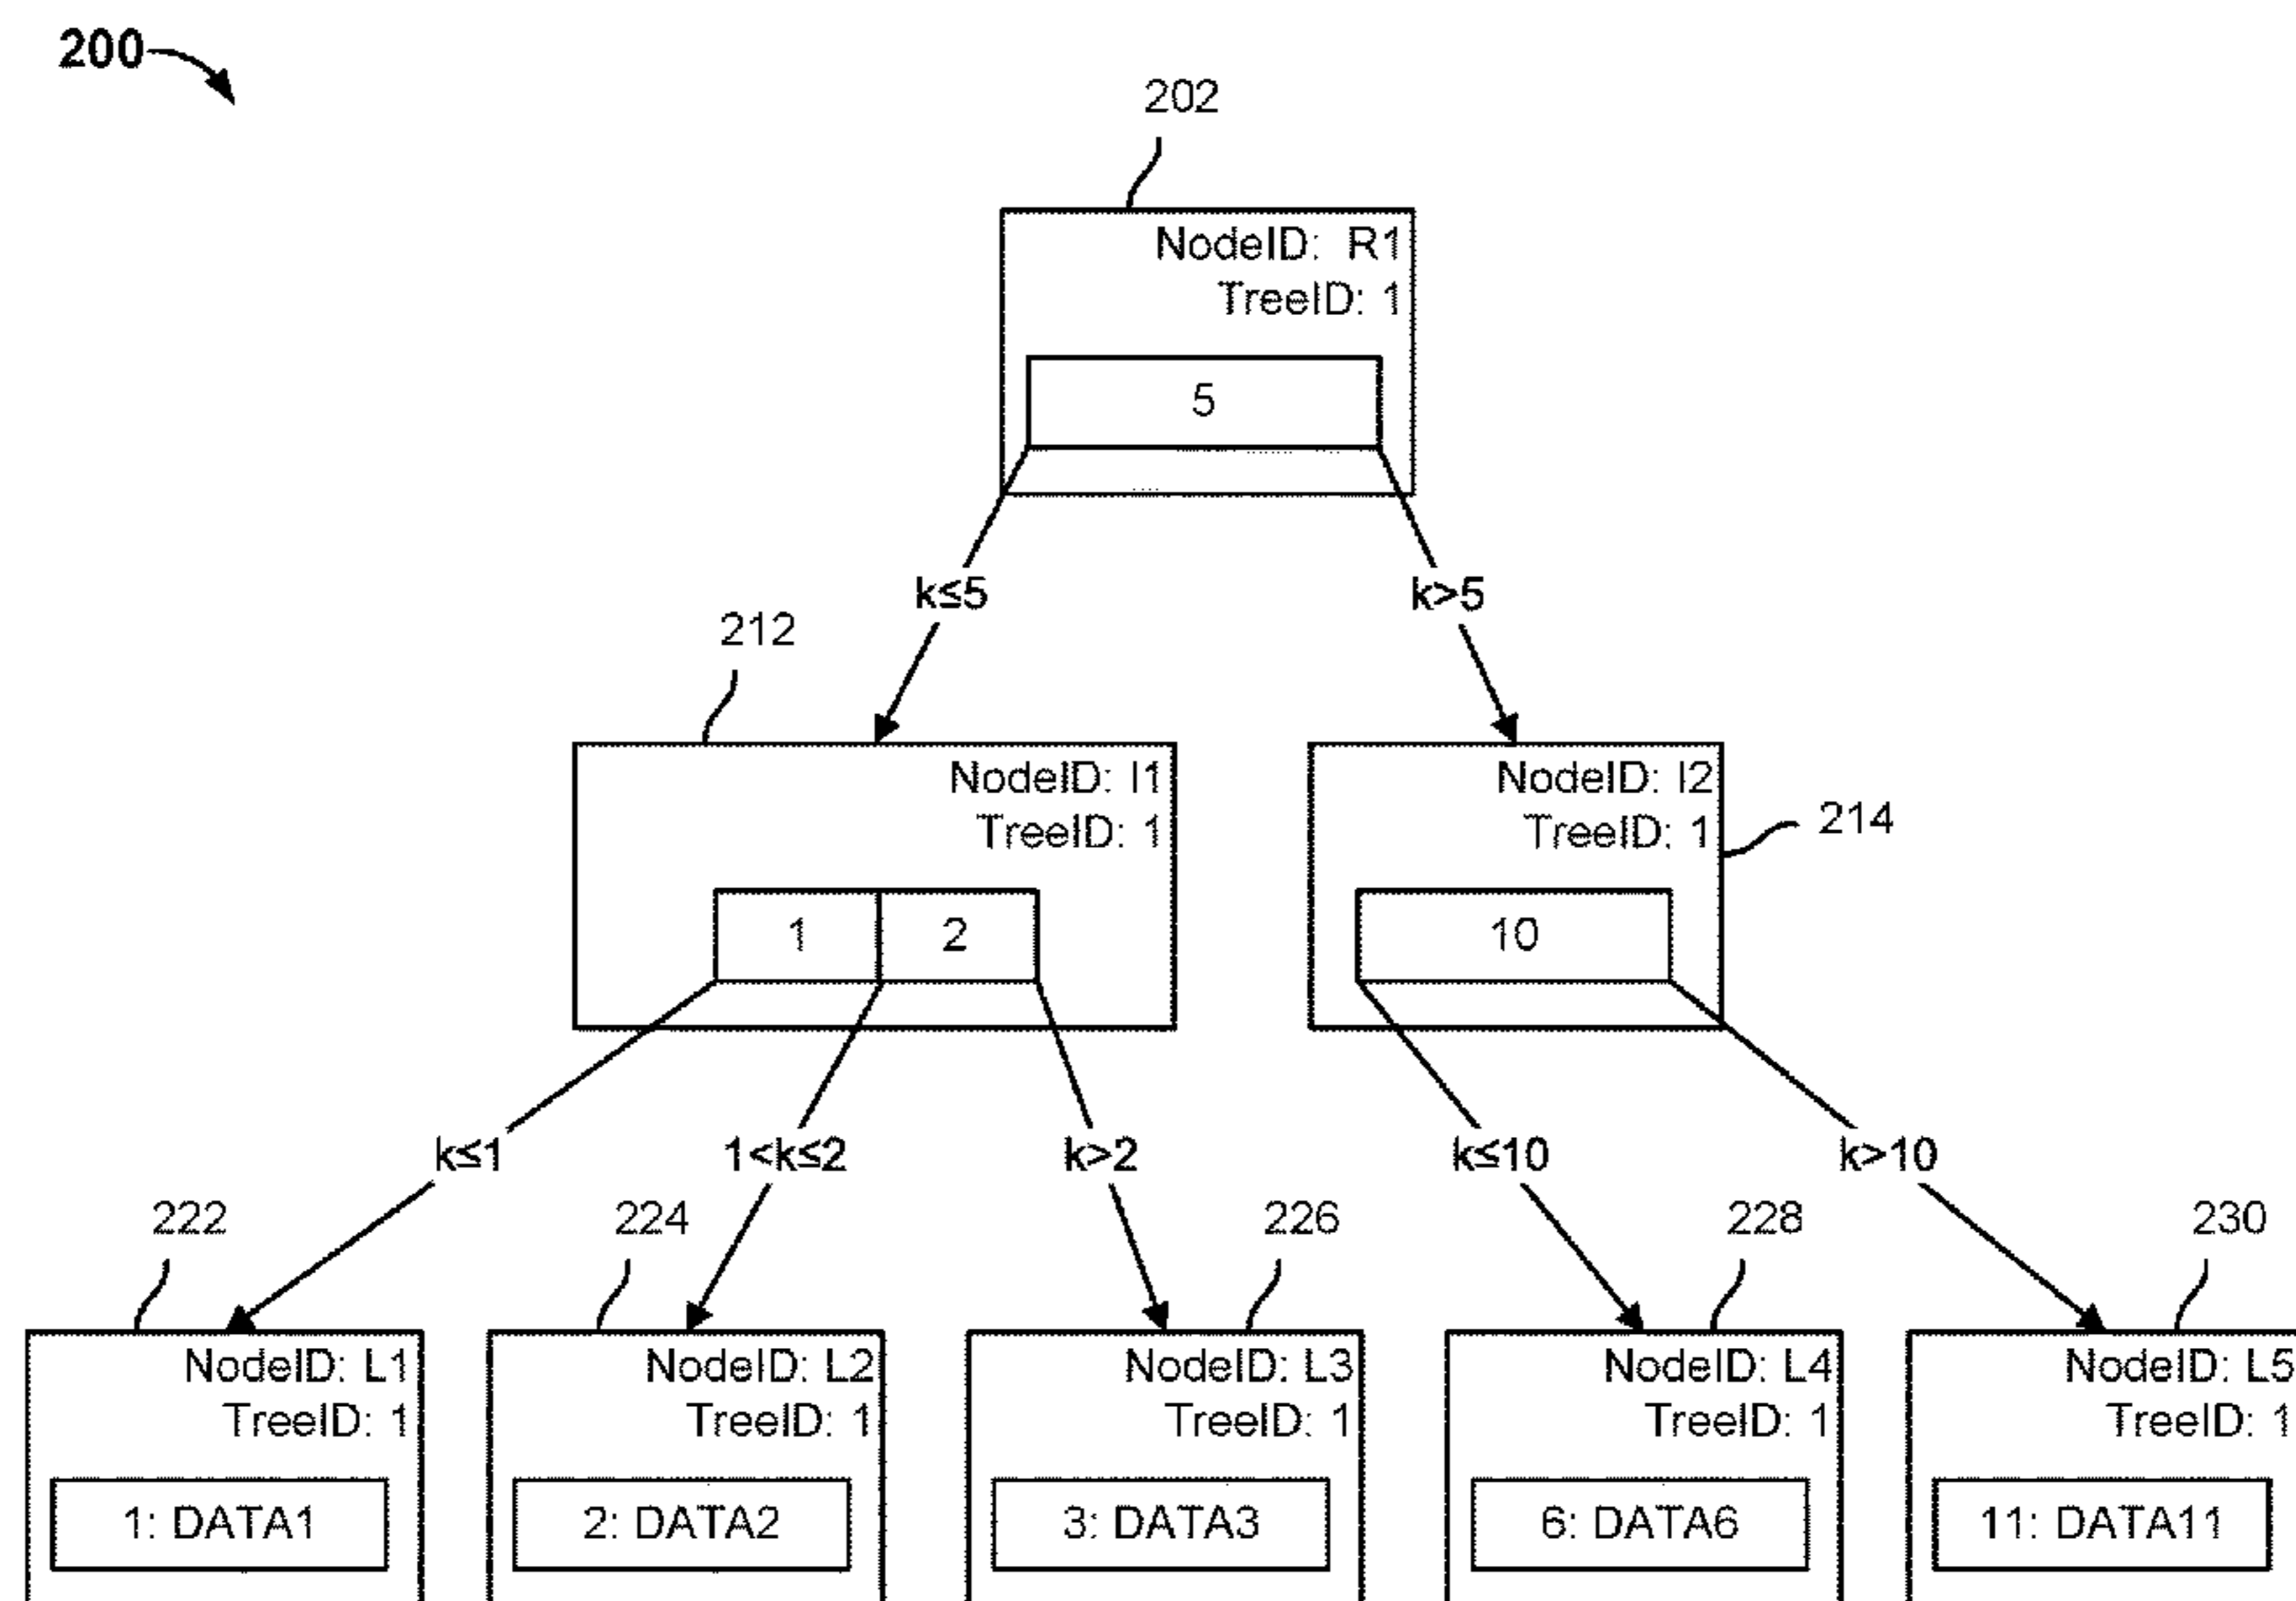 200
202
NodeID: R1
TreeID: 1
5
k≤5
k>5
212
NodeID: I1
TreeID: 1
1
2
NodeID: I2
TreeID: 1
214
10
k≤1
1<k≤2
k>2
k≤10
k>10
222
224
226
228
230
NodeID: L1
TreeID: 1
1: DATA1
NodeID: L2
TreeID: 1
2: DATA2
NodeID: L3
TreeID: 1
3: DATA3
NodeID: L4
TreeID: 1
6: DATA6
NodeID: L5
TreeID: 1
11: DATA11